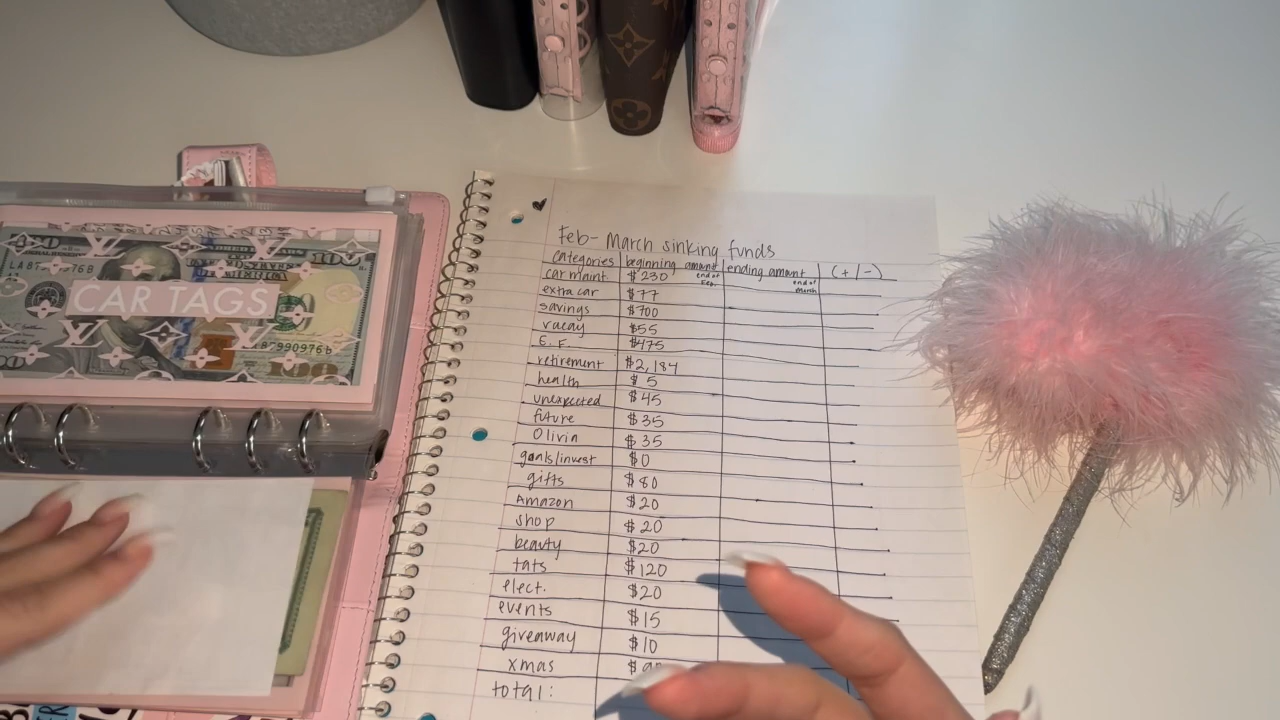 Feb- March sinking funds
categories beginning amount ending amount (+/-)
end of Feb. end of March
car maint. $230
extra car $77
savings $700
vacay $55
E.F. $475
retirement $2,184
health $5
unexpected $45
future $35
Olivia $35
goals/invest $0
gifts $80
Amazon $20
shop $20
beauty $20
tats $120
elect. $20
events $15
giveaway $10
xmas
total:
CAR TAGS
100